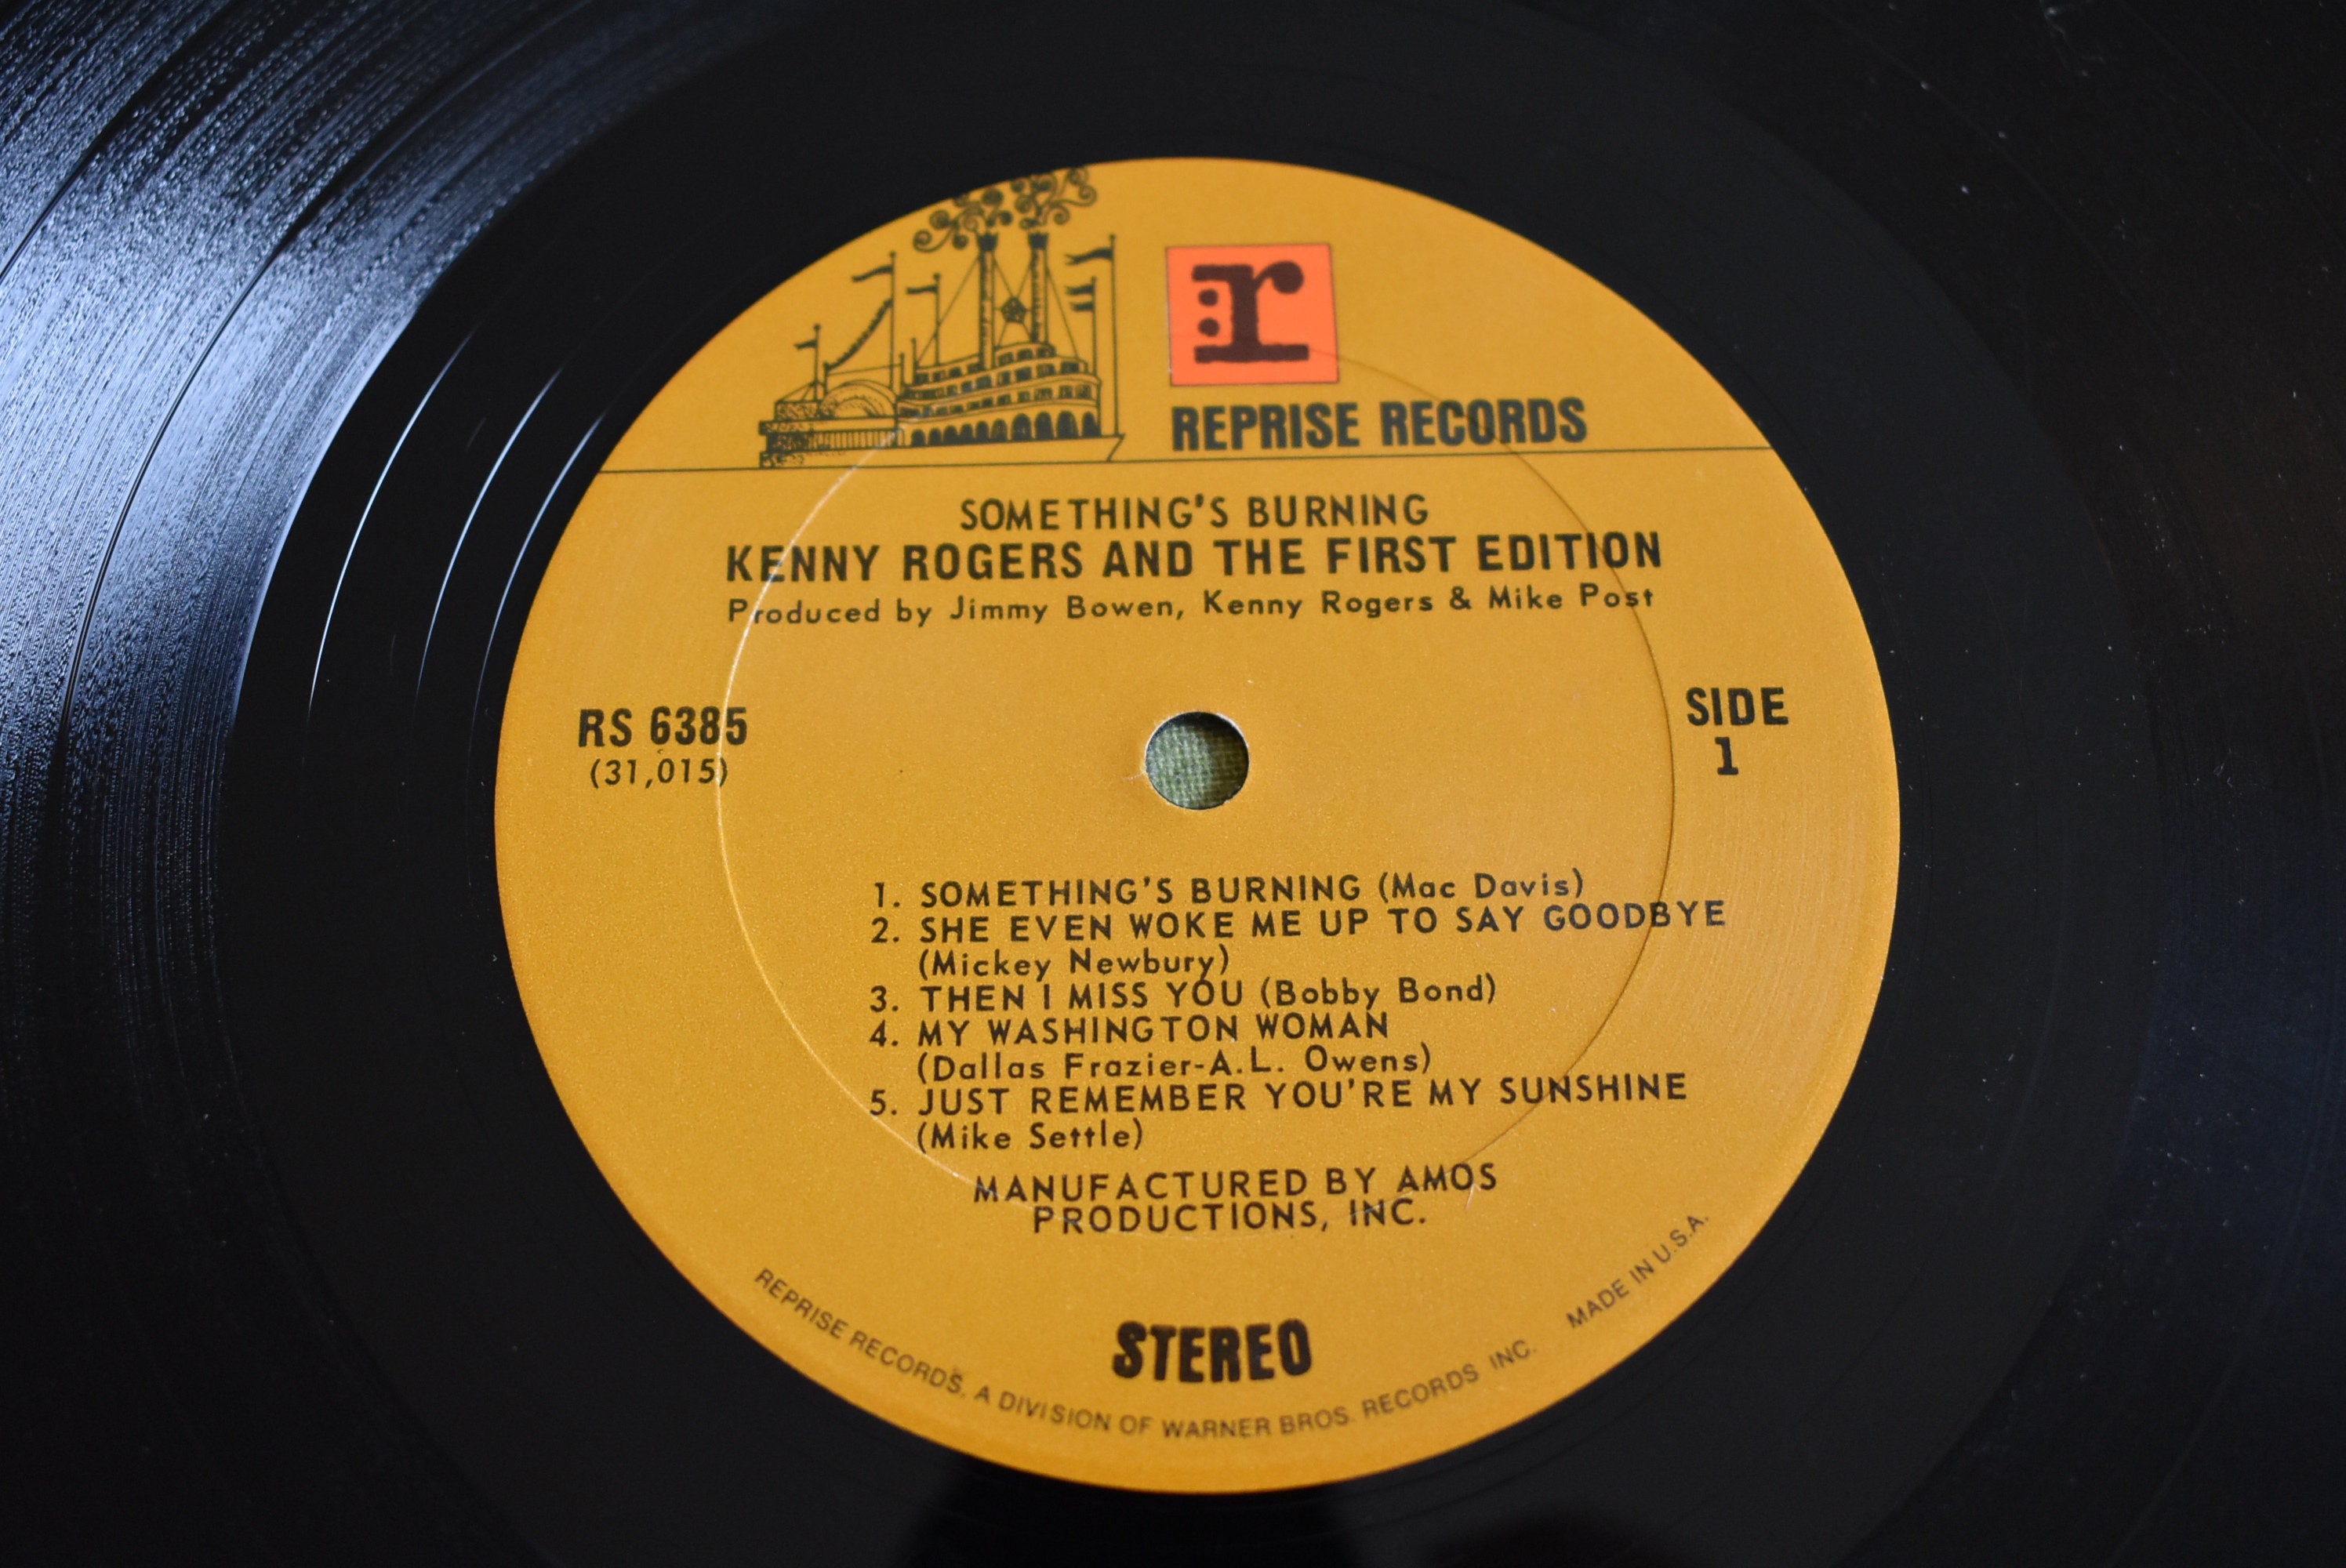 :r
REPRISE RECORDS
SOMETHING'S BURNING
KENNY ROGERS AND THE FIRST EDITION
Produced by Jimmy Bowen, Kenny Rogers & Mike Post
RS 6385
(31,015)
SIDE
1
1. SOMETHING'S BURNING (Mac Davis)
2. SHE EVEN WOKE ME UP TO SAY GOODBYE
(Mickey Newbury)
3. THEN I MISS YOU (Bobby Bond)
4. MY WASHINGTON WOMAN
(Dallas Frazier-A.L. Owens)
5. JUST REMEMBER YOU'RE MY SUNSHINE
(Mike Settle)
MANUFACTURED BY AMOS
PRODUCTIONS, INC.
STEREO
REPRISE RECORDS, A DIVISION OF WARNER BROS. RECORDS INC. MADE IN U.S.A.